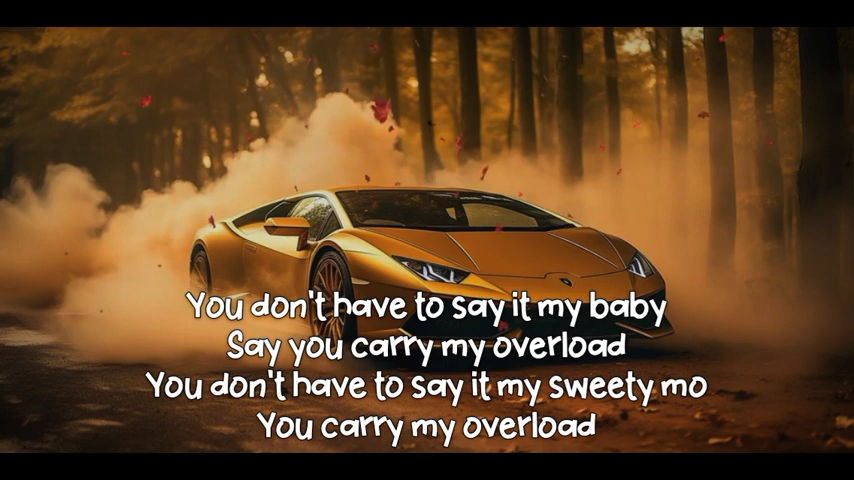 You don't have to say it my baby
Say you carry my overload
You don't have to say it my sweety mo
You carry my overload